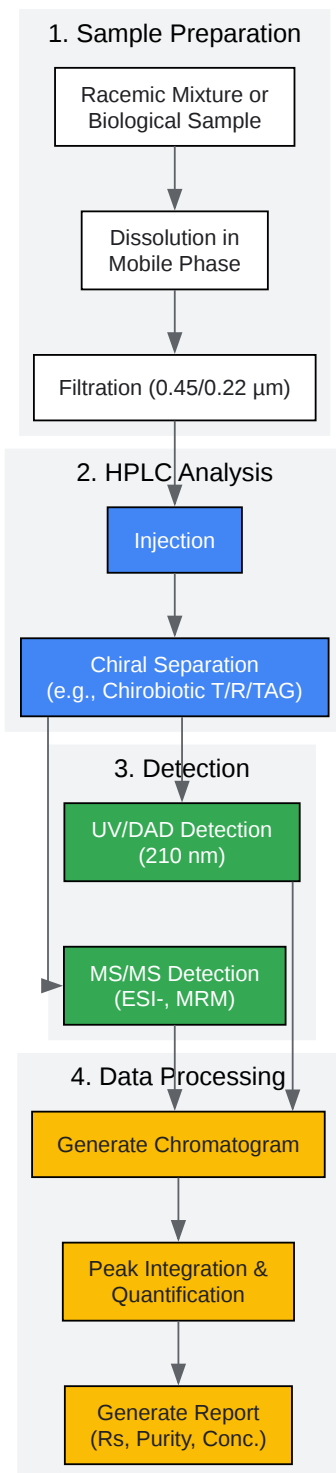 1. Sample Preparation
Racemic Mixture or
Biological Sample
Dissolution in
Mobile Phase
Filtration (0.45/0.22 µm)
2. HPLC Analysis
Injection
Chiral Separation
(e.g., Chirobiotic T/R/TAG)
3. Detection
UV/DAD Detection
(210 nm)
MS/MS Detection
(ESI-, MRM)
4. Data Processing
Generate Chromatogram
Peak Integration &
Quantification
Generate Report
(Rs, Purity, Conc.)